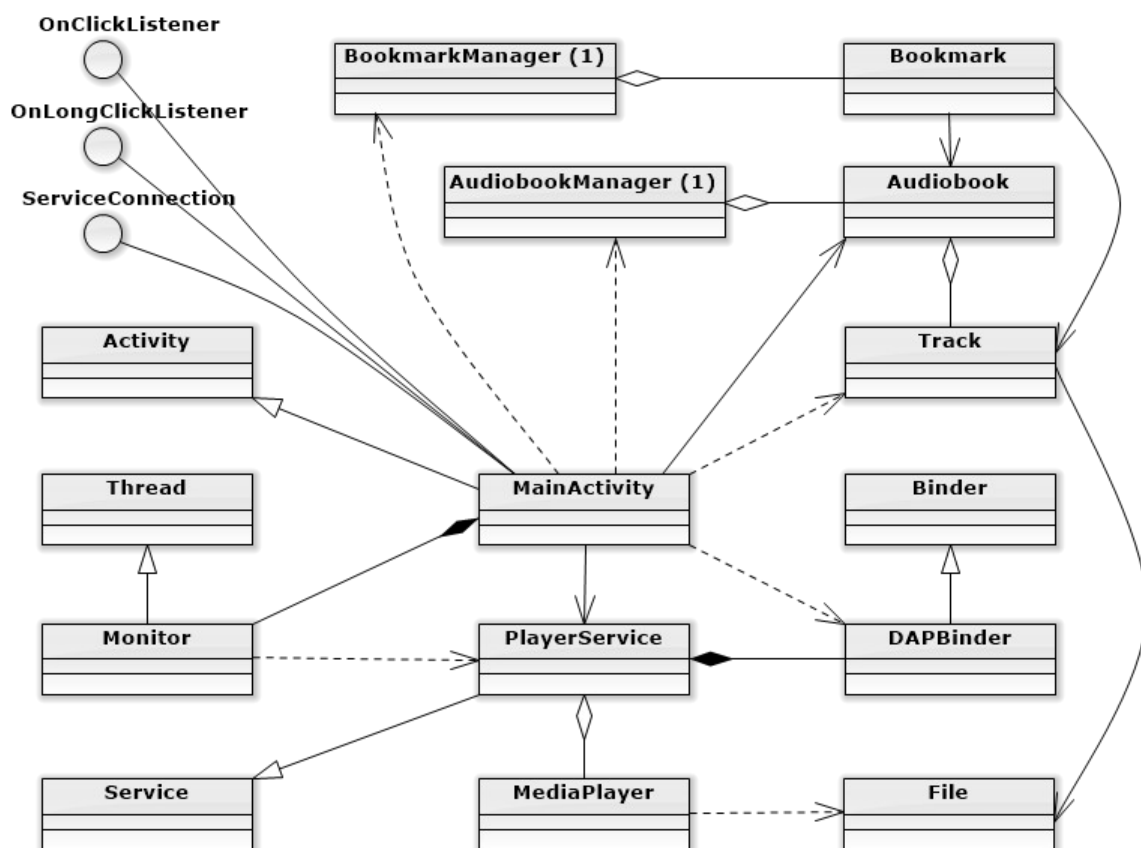 OnClickListener
BookmarkManager (1)
Bookmark
OnLongClickListener
AudiobookManager (1)
Audiobook
ServiceConnection
Activity
Track
Thread
MainActivity
Binder
Monitor
PlayerService
DAPBinder
Service
MediaPlayer
File